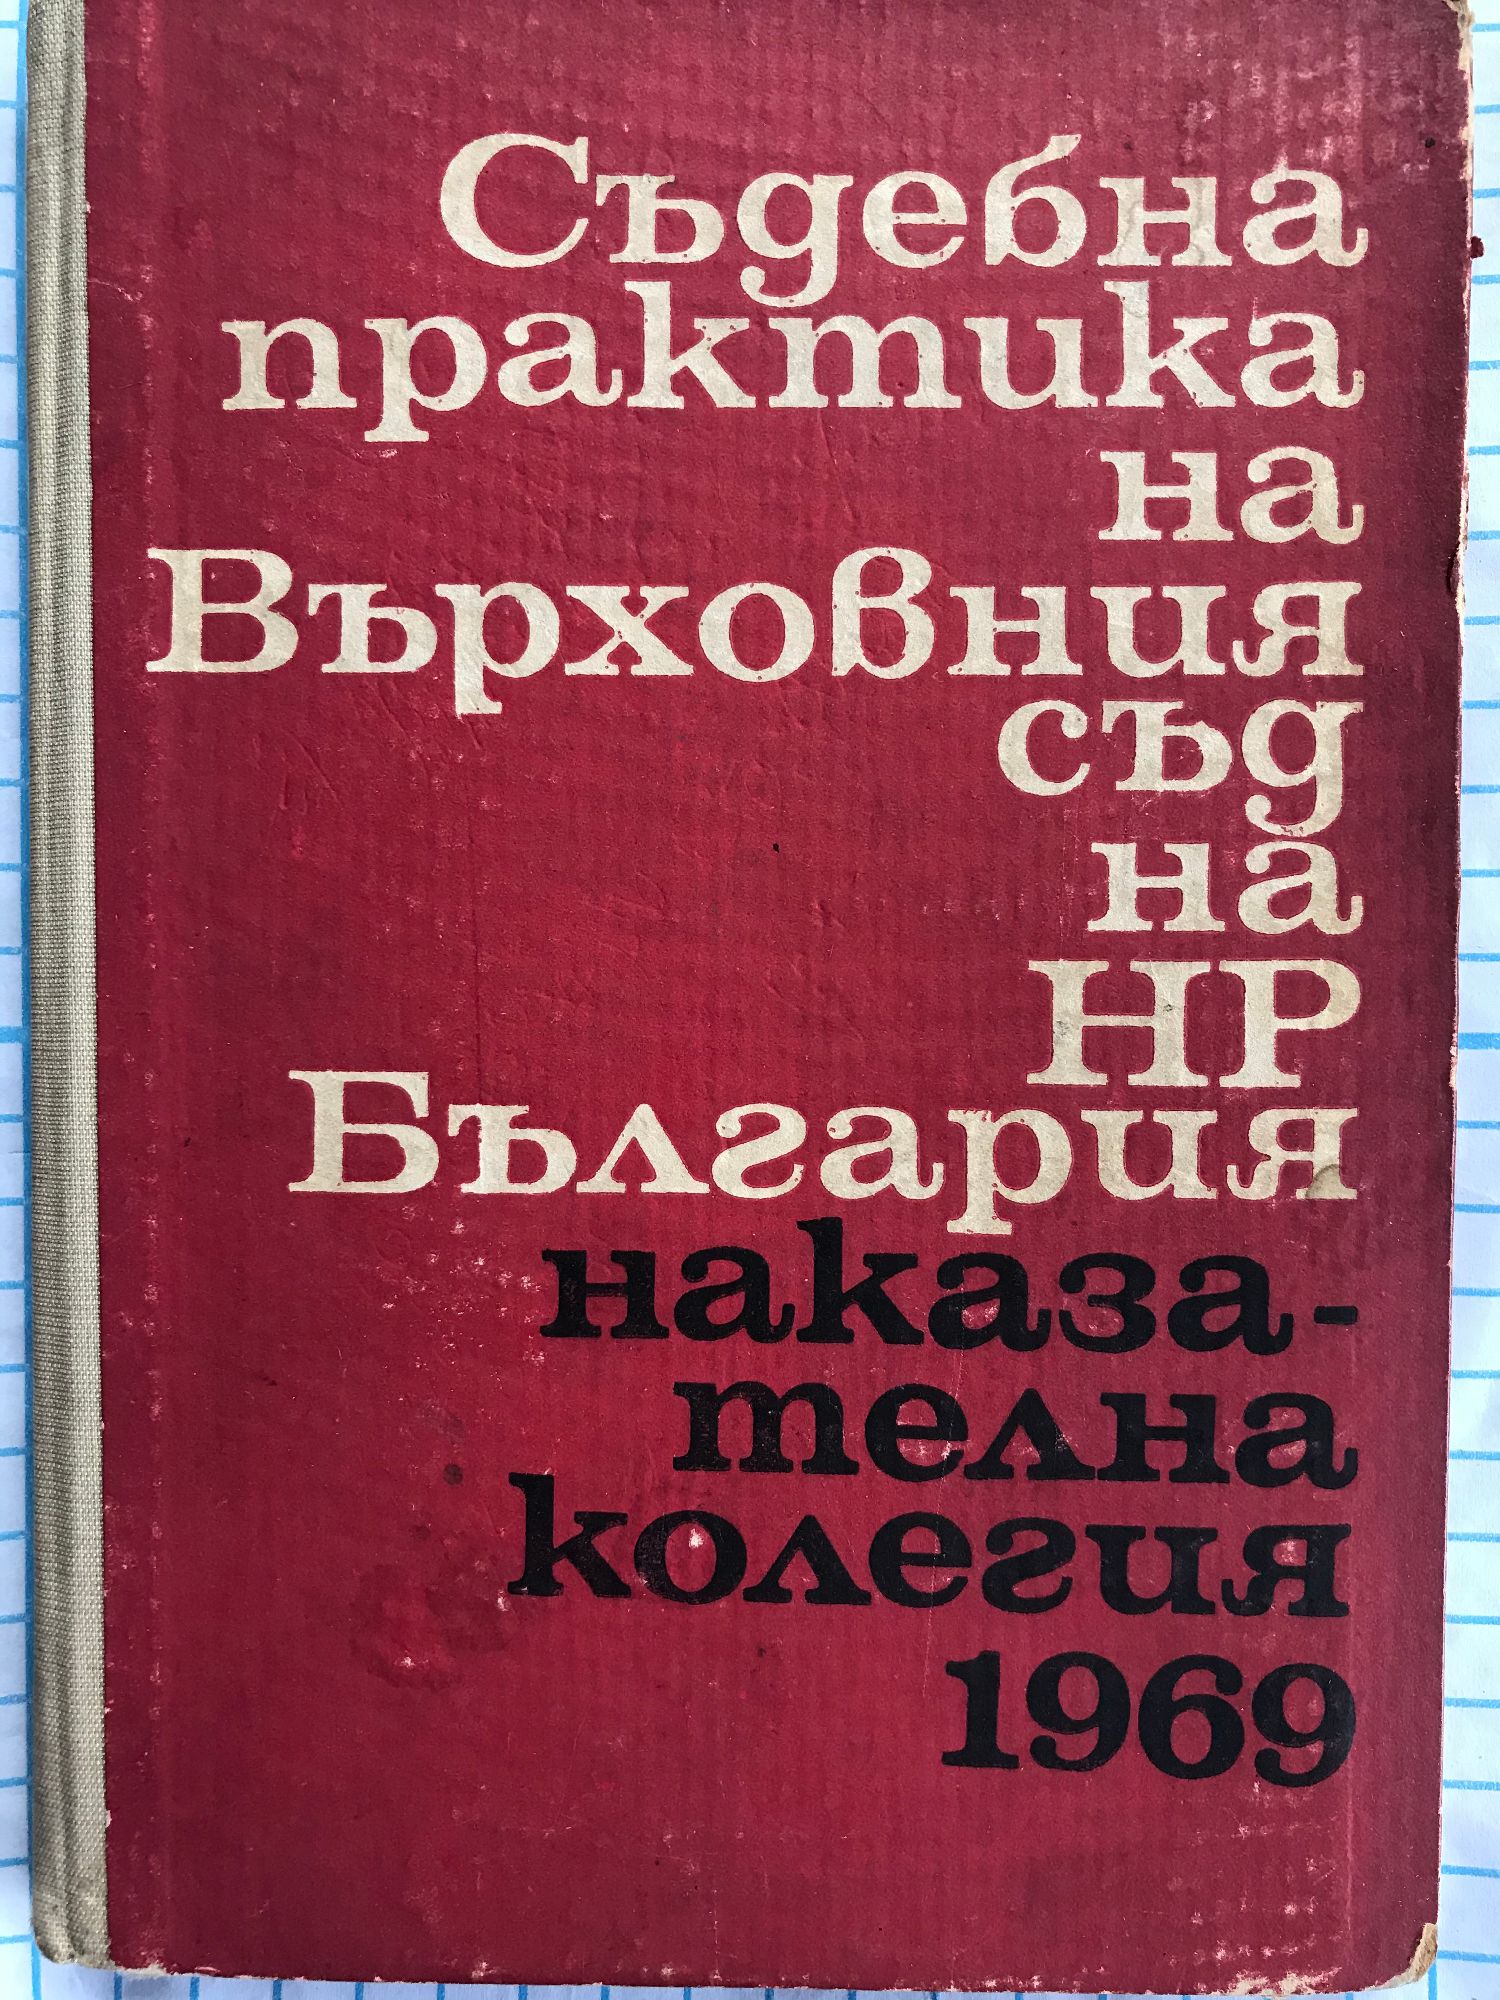 Съдебна
практика
на
Върховния
съд
на
НР
България
наказа-
телна
колегия
1969